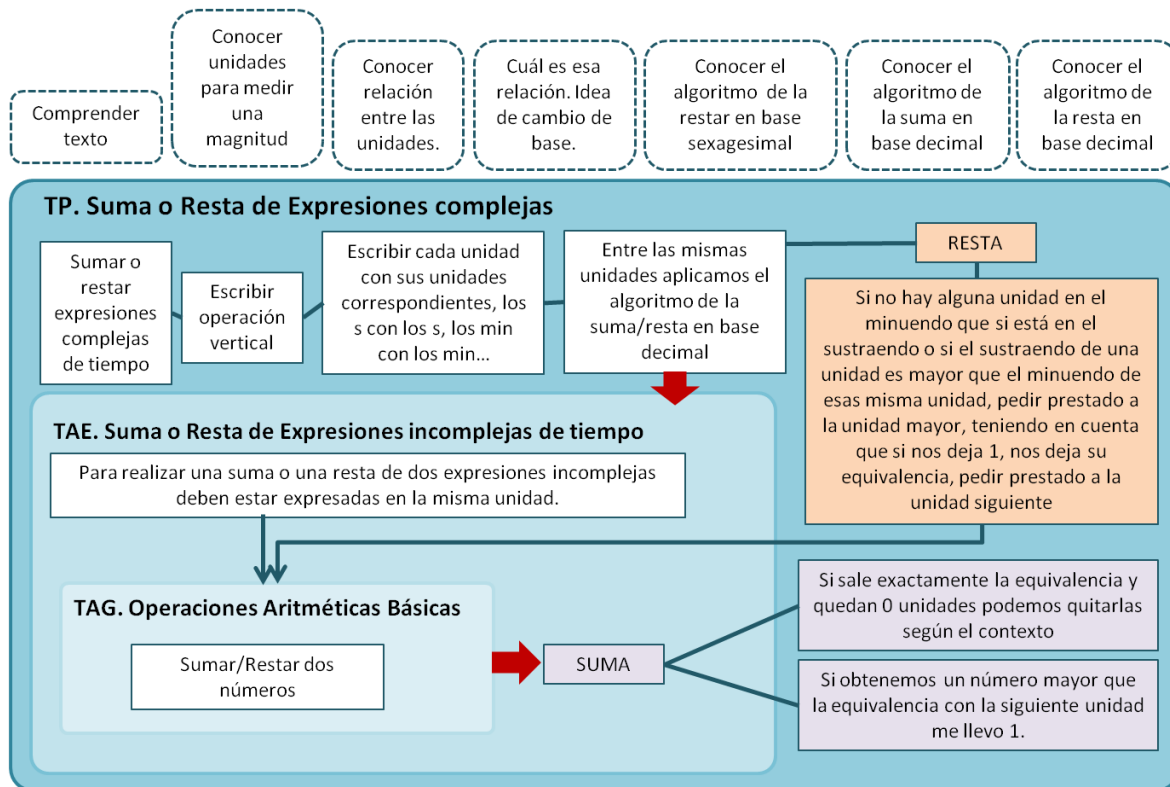 Comprender
texto
Conocer
unidades
para medir
una
magnitud
Conocer
relación
entre las
unidades.
Cuál es esa
relación. Idea
de cambio de
base.
Conocer el
algoritmo de la
restar en base
sexagesimal
Conocer el
algoritmo de
la suma en
base decimal
Conocer el
algoritmo de
la resta en
base decimal
TP. Suma o Resta de Expresiones complejas
Sumar o
restar
expresiones
complejas
de tiempo
Escribir
operación
vertical
Escribir cada unidad
con sus unidades
correspondientes, los
s con los s, los min
con los min...
Entre las mismas
unidades aplicamos el
algoritmo de la
suma/resta en base
decimal
RESTA
Si no hay alguna unidad en el
minuendo que si está en el
sustraendo o si el sustraendo de una
unidad es mayor que el minuendo de
esas misma unidad, pedir prestado a
la unidad mayor, teniendo en cuenta
que si nos deja 1, nos deja su
equivalencia, pedir prestado a la
unidad siguiente
TAE. Suma o Resta de Expresiones incomplejas de tiempo
Para realizar una suma o una resta de dos expresiones incomplejas
deben estar expresadas en la misma unidad.
TAG. Operaciones Aritméticas Básicas
Sumar/Restar dos
números
SUMA
Si sale exactamente la equivalencia y
quedan 0 unidades podemos quitarlas
según el contexto
Si obtenemos un número mayor que
la equivalencia con la siguiente unidad
me llevo 1.